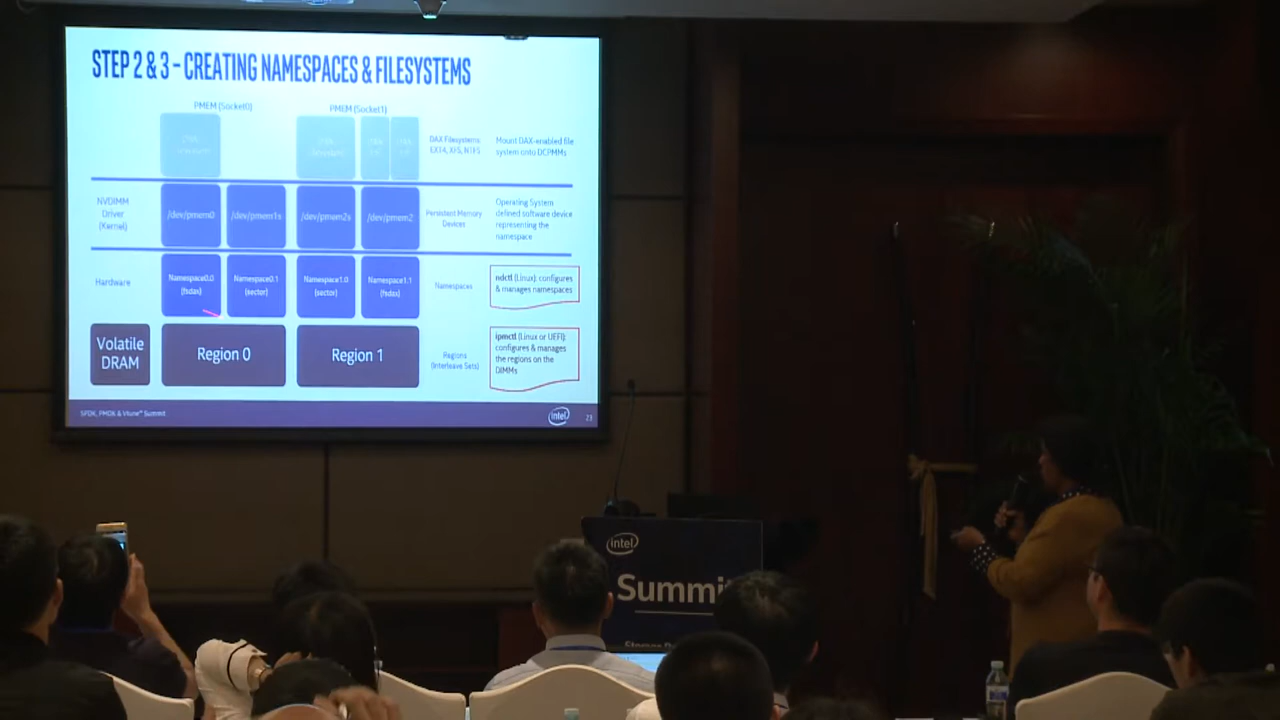 STEP 2 & 3 – CREATING NAMESPACES & FILESYSTEMS
PMEM (Socket0)
PMEM (Socket1)
DAX Filesystems
EXT4, XFS, NTFS
Mount DAX-enabled file
system onto DCPMMs
NVDIMM
Driver
(Kernel)
/dev/pmem0
/dev/pmem1s
/dev/pmem2s
/dev/pmem2
Persistent Memory
Devices
Operating System
defined software device
representing the
namespace
Hardware
Namespace0.0
(fsdax)
Namespace0.1
(sector)
Namespace1.0
(sector)
Namespace1.1
(fsdax)
Namespaces
ndctl (Linux): configures
& manages namespaces
Volatile
DRAM
Region 0
Region 1
Regions
(Interleave Sets)
ipmctl (Linux or UEFI):
configures & manages
the regions on the
DIMMs
SPDK, PMDK & Vtune® Summit
intel
23
intel
Summi